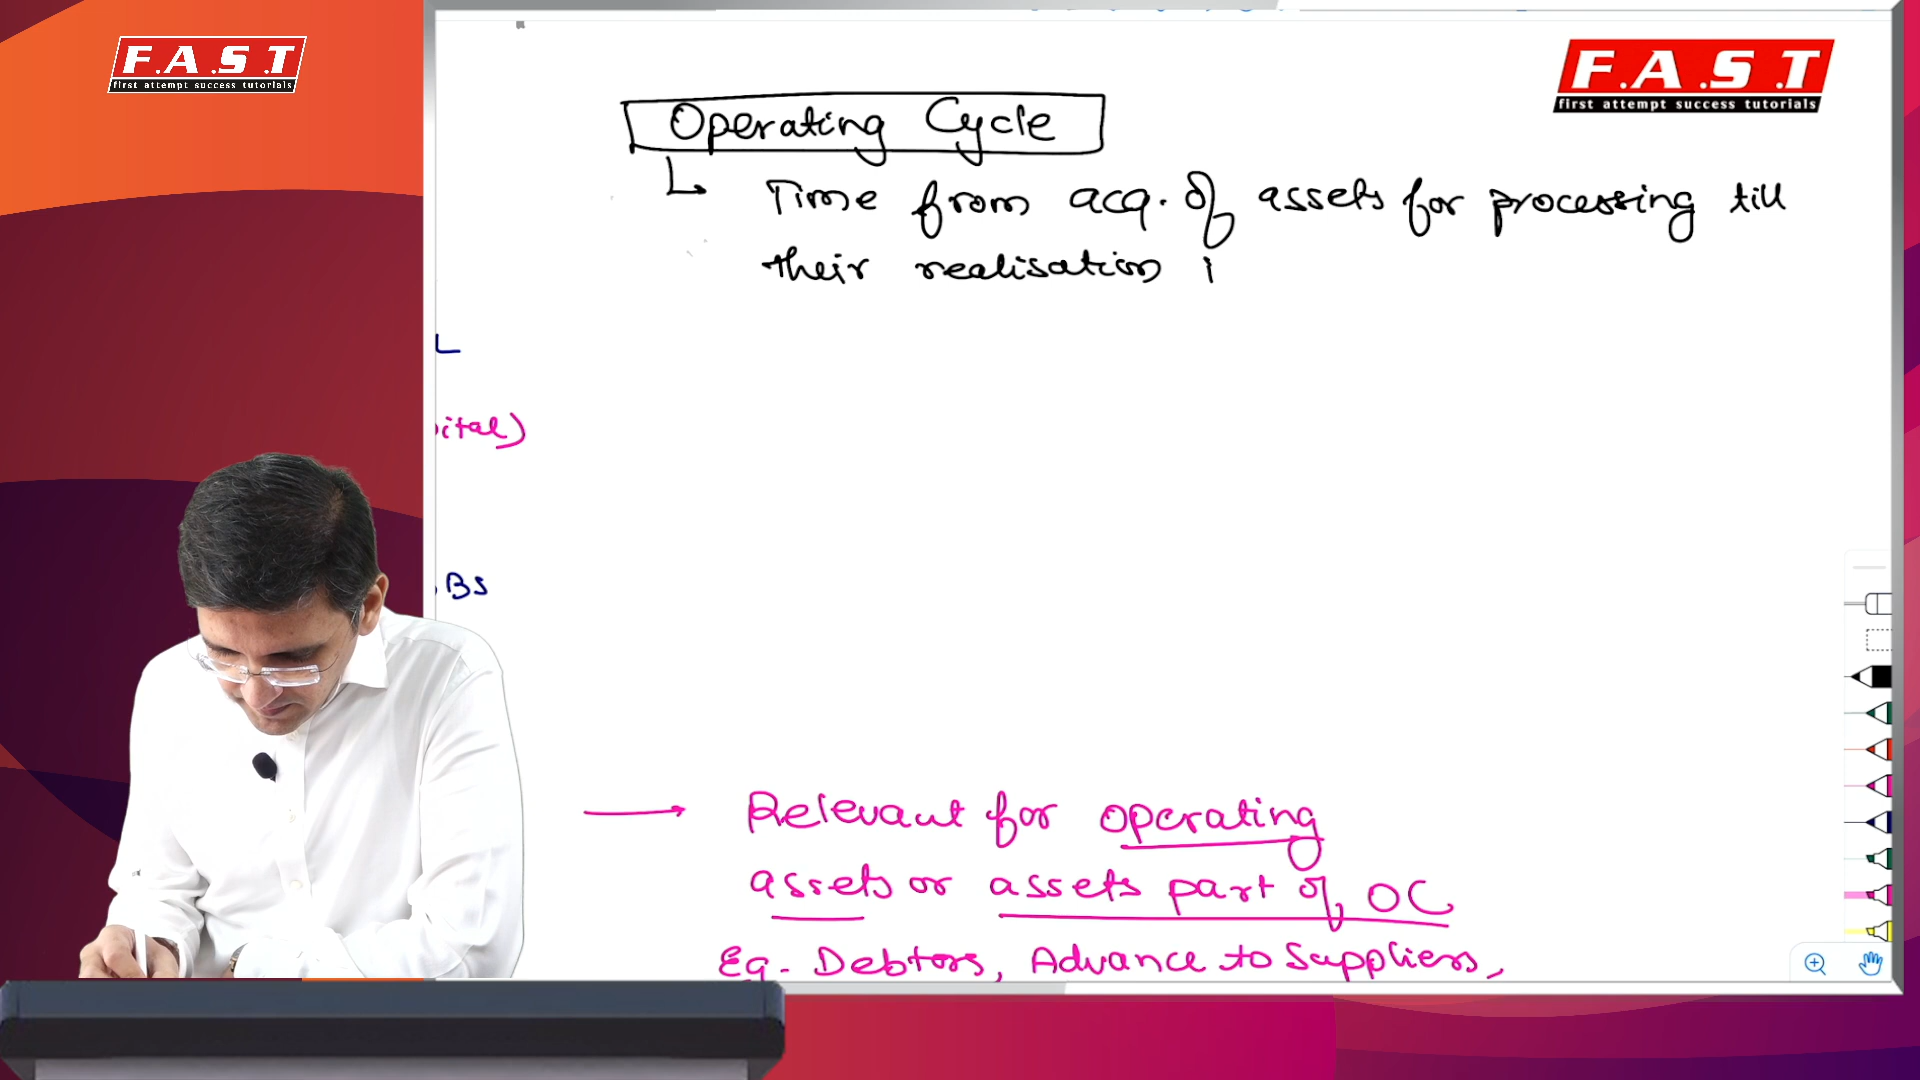 F.A.S.T
first attempt success tutorials
F.A.S.T
first attempt success tutorials
Operating Cycle
Time from acq. of assets for processing till
their realisation i
L
ital)
BS
Relevant for operating
assets or assets part of OC
Eg. Debtors, Advance to Suppliers,